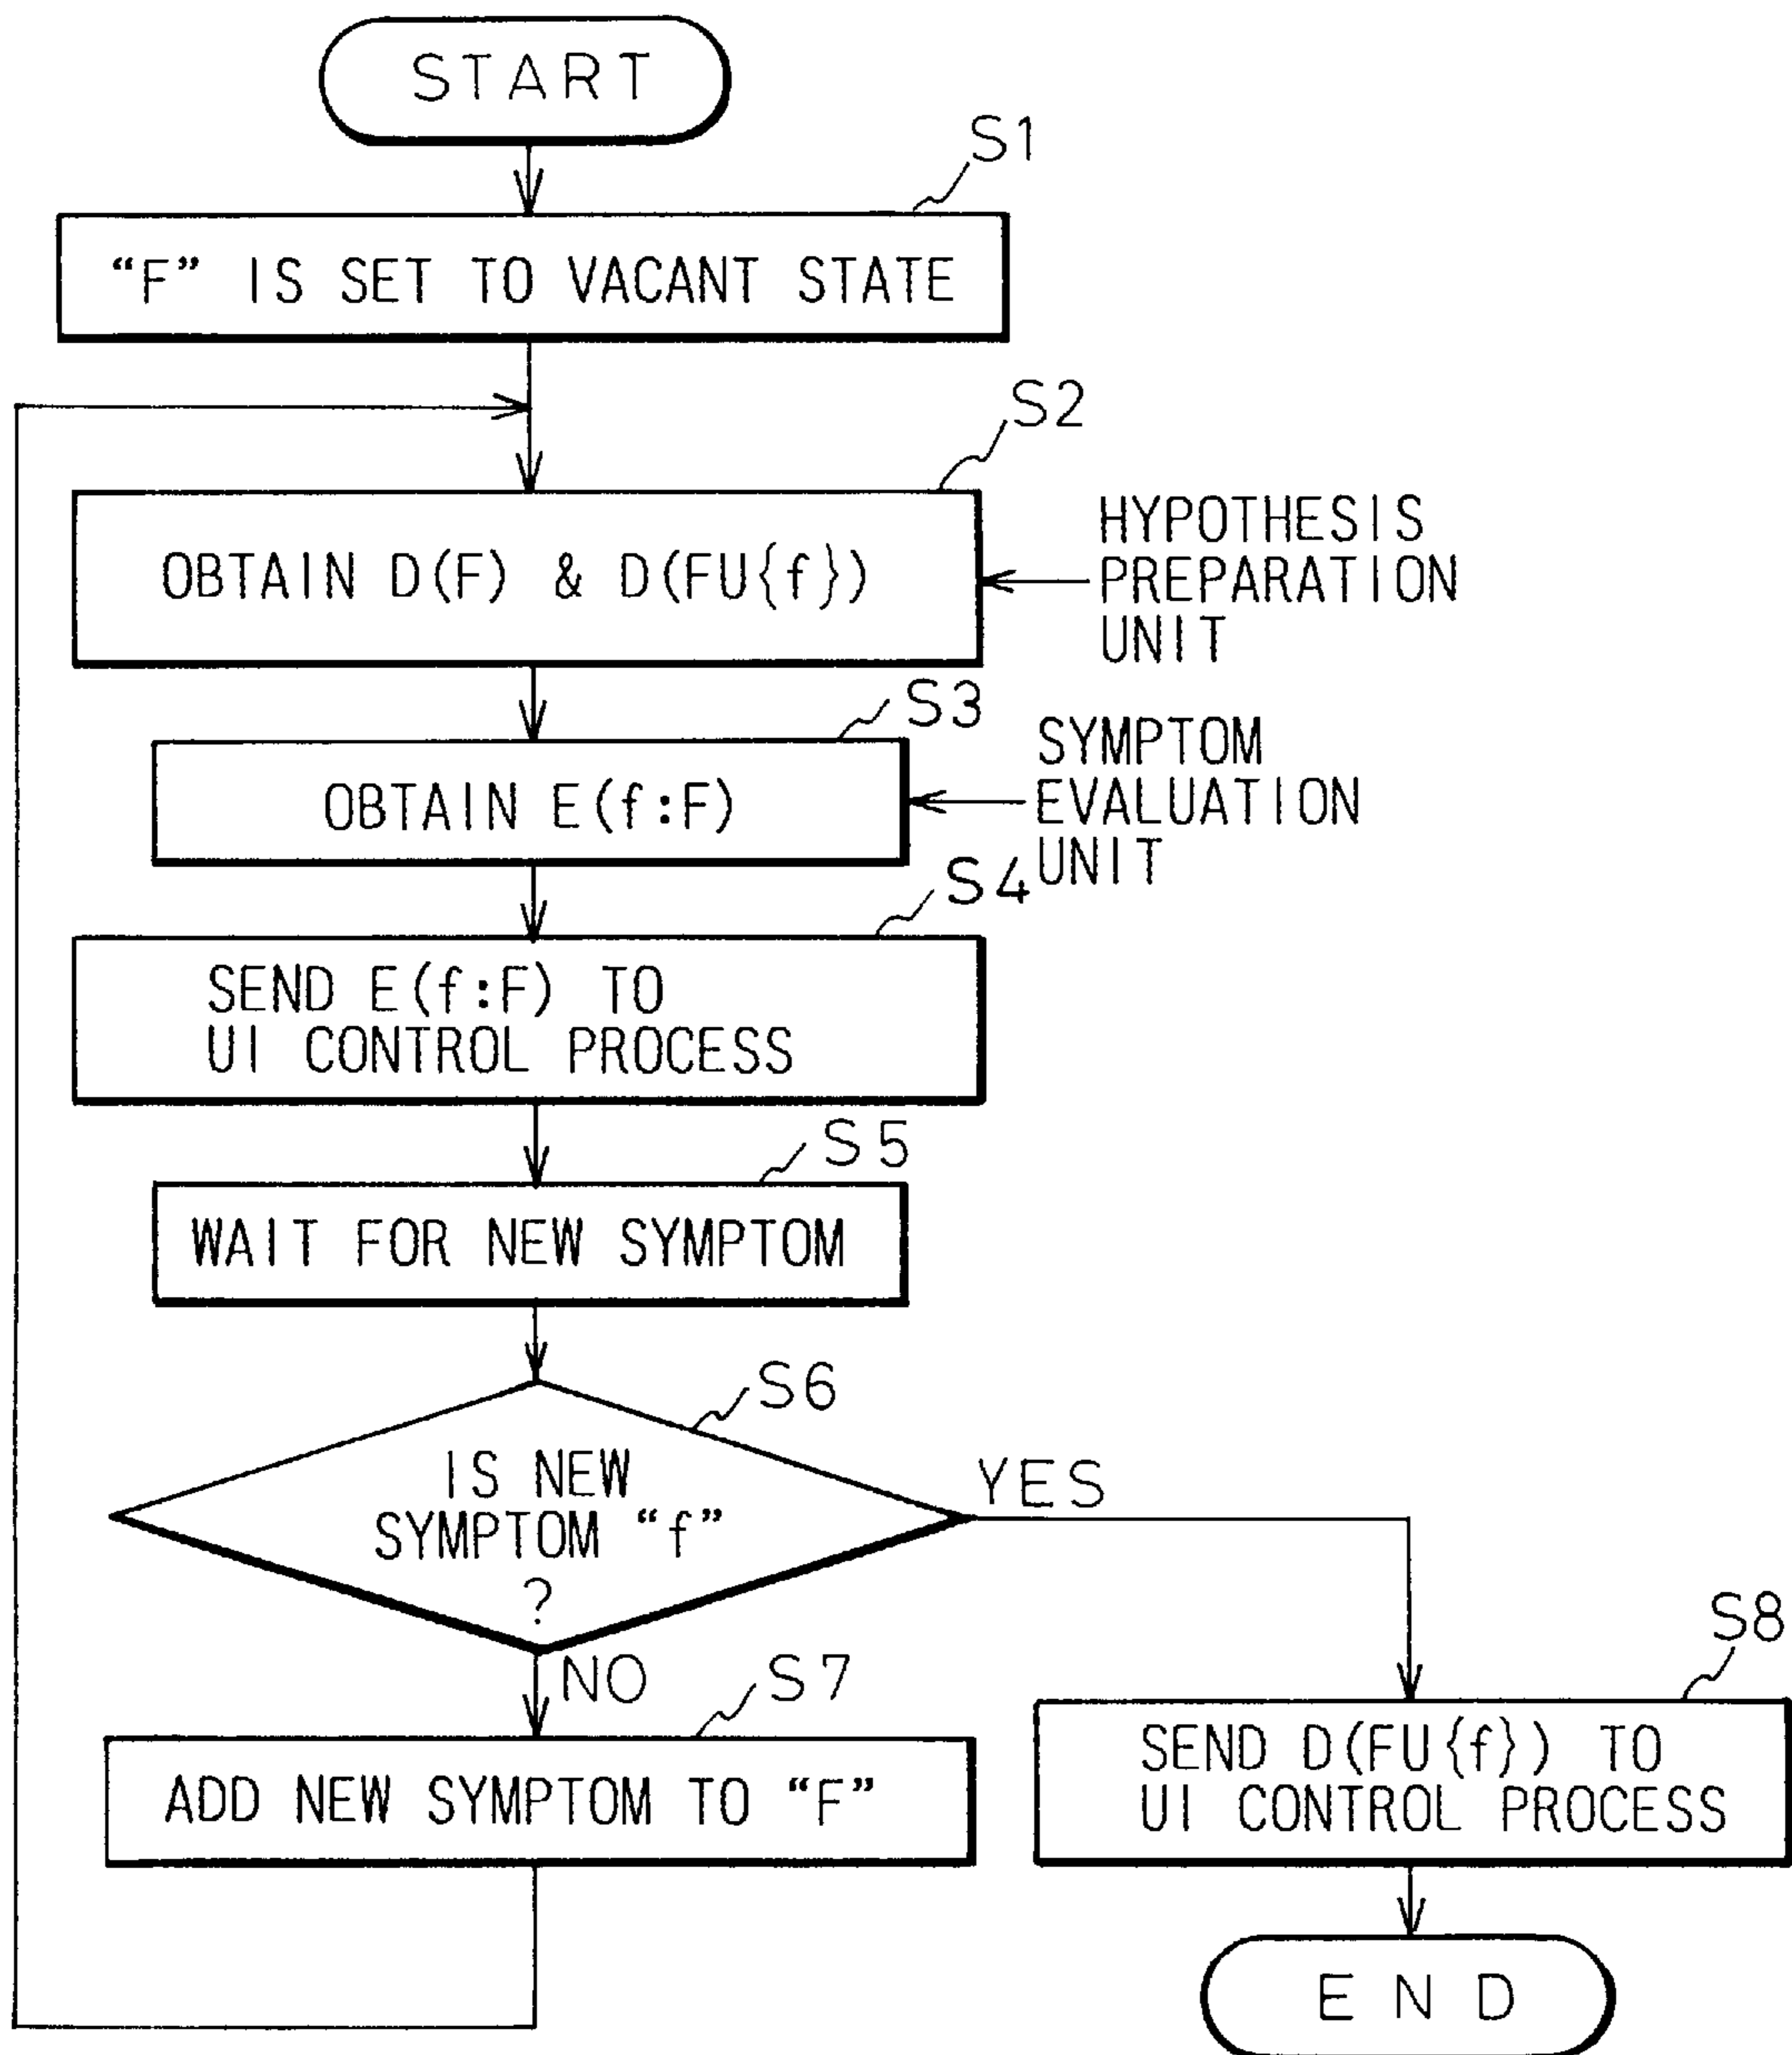 START
S1
“F” IS SET TO VACANT STATE
S2
OBTAIN D(F) & D(FU{f})
HYPOTHESIS
PREPARATION
UNIT
S3
OBTAIN E(f:F)
SYMPTOM
EVALUATION
UNIT
S4
SEND E(f:F) TO
UI CONTROL PROCESS
S5
WAIT FOR NEW SYMPTOM
S6
IS NEW
SYMPTOM “f”
?
YES
NO
S7
ADD NEW SYMPTOM TO “F”
S8
SEND D(FU{f}) TO
UI CONTROL PROCESS
END